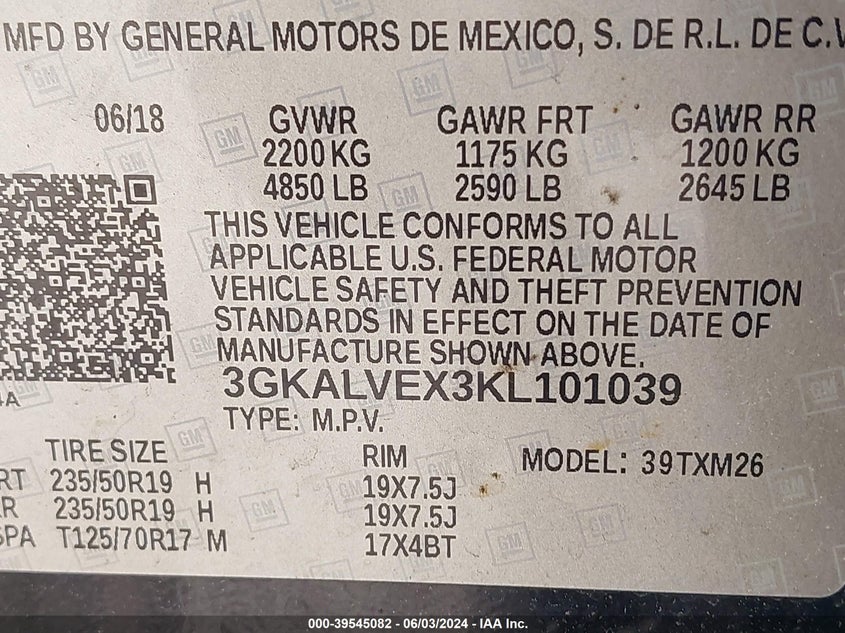 MFD BY GENERAL MOTORS DE MEXICO, S. DE R.L. DE C.V
06/18 GVWR GAWR FRT GAWR RR
2200 KG 1175 KG 1200 KG
4850 LB 2590 LB 2645 LB
THIS VEHICLE CONFORMS TO ALL
APPLICABLE U.S. FEDERAL MOTOR
VEHICLE SAFETY AND THEFT PREVENTION
STANDARDS IN EFFECT ON THE DATE OF
MANUFACTURE SHOWN ABOVE.
3GKALVEX3KL101039
TYPE: M.P.V.
TIRE SIZE RIM MODEL: 39TXM26
RT 235/50R19 H 19X7.5J
R 235/50R19 H 19X7.5J
SPA T125/70R17 M 17X4BT
000-39545082 - 06/03/2024 - IAA Inc.